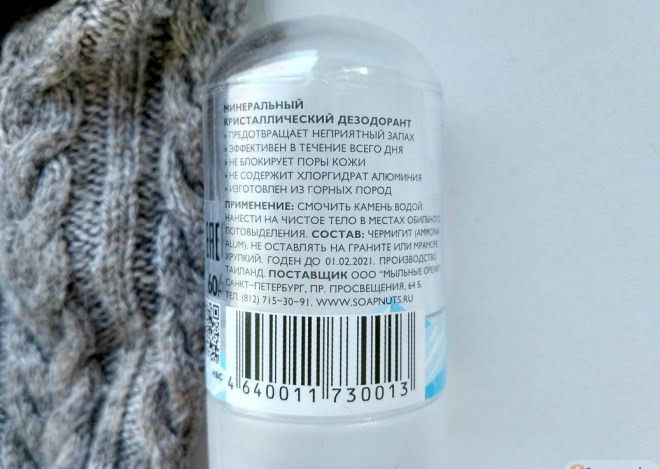 МИНЕРАЛЬНЫЙ
КРИСТАЛЛИЧЕСКИЙ ДЕЗОДОРАНТ
• ПРЕДОТВРАЩАЕТ НЕПРИЯТНЫЙ ЗАПАХ
• ЭФФЕКТИВЕН В ТЕЧЕНИЕ ВСЕГО ДНЯ
• НЕ БЛОКИРУЕТ ПОРЫ КОЖИ
• НЕ СОДЕРЖИТ ХЛОРГИДРАТ АЛЮМИНИЯ
• ИЗГОТОВЛЕН ИЗ ГОРНЫХ ПОРОД
ПРИМЕНЕНИЕ: СМОЧИТЬ КАМЕНЬ ВОДОЙ.
НАНЕСТИ НА ЧИСТОЕ ТЕЛО В МЕСТАХ ОБИЛЬНОГО
ПОТОВЫДЕЛЕНИЯ. СОСТАВ: ЧЕРМИГИТ (AMMONIA
ALUM). НЕ ОСТАВЛЯТЬ НА ГРАНИТЕ ИЛИ МРАМОРЕ.
ХРУПКИЙ. ГОДЕН ДО 01.02.2021. ПРОИЗВОДСТВО
ТАИЛАНД. ПОСТАВЩИК ООО "МЫЛЬНЫЕ ОРЕХИ"
САНКТ-ПЕТЕРБУРГ, ПР. ПРОСВЕЩЕНИЯ, 64 Б.
ТЕЛ. (812) 715-30-91. WWW.SOAPNUTS.RU
EAC
60
4 640011 730013